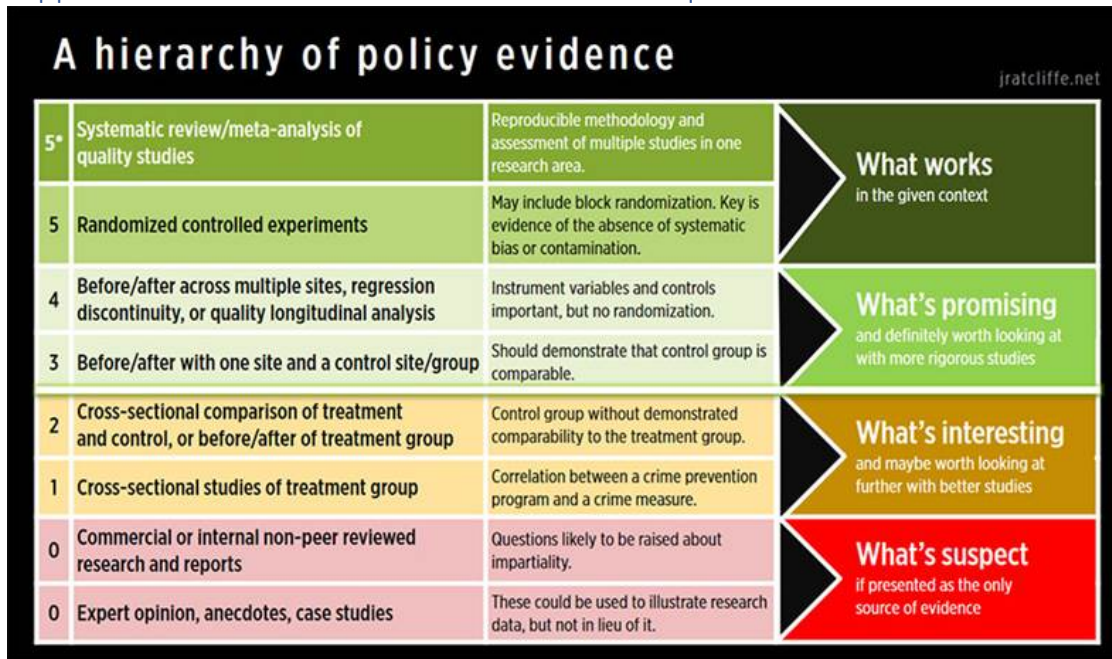 A hierarchy of policy evidence
jratcliffe.net
5*
Systematic review/meta-analysis of
quality studies
Reproducible methodology and
assessment of multiple studies in one
research area.
What works
in the given context
5
Randomized controlled experiments
May include block randomization. Key is
evidence of the absence of systematic
bias or contamination.
4
Before/after across multiple sites, regression
discontinuity, or quality longitudinal analysis
Instrument variables and controls
important, but no randomization.
What's promising
and definitely worth looking at
with more rigorous studies
3
Before/after with one site and a control site/group
Should demonstrate that control group is
comparable.
2
Cross-sectional comparison of treatment
and control, or before/after of treatment group
Control group without demonstrated
comparability to the treatment group.
What's interesting
and maybe worth looking at
further with better studies
1
Cross-sectional studies of treatment group
Correlation between a crime prevention
program and a crime measure.
0
Commercial or internal non-peer reviewed
research and reports
Questions likely to be raised about
impartiality.
What's suspect
if presented as the only
source of evidence
0
Expert opinion, anecdotes, case studies
These could be used to illustrate research
data, but not in lieu of it.